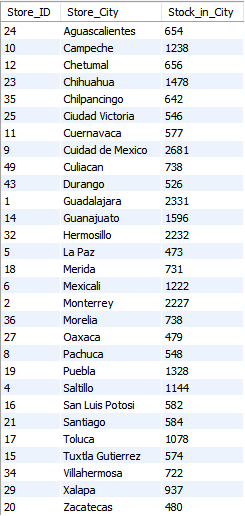 Store_ID Store_City Stock_in_City
24 Aguascalientes 654
10 Campeche 1238
12 Chetumal 656
23 Chihuahua 1478
35 Chilpancingo 642
25 Ciudad Victoria 546
11 Cuernavaca 577
9 Cuidad de Mexico 2681
49 Culiacan 738
43 Durango 526
1 Guadalajara 2331
14 Guanajuato 1596
32 Hermosillo 2232
5 La Paz 473
18 Merida 731
6 Mexicali 1222
2 Monterrey 2227
36 Morelia 738
27 Oaxaca 479
8 Pachuca 548
19 Puebla 1328
4 Saltillo 1144
16 San Luis Potosi 582
21 Santiago 584
17 Toluca 1078
15 Tuxtla Gutierrez 574
34 Villahermosa 722
29 Xalapa 937
20 Zacatecas 480